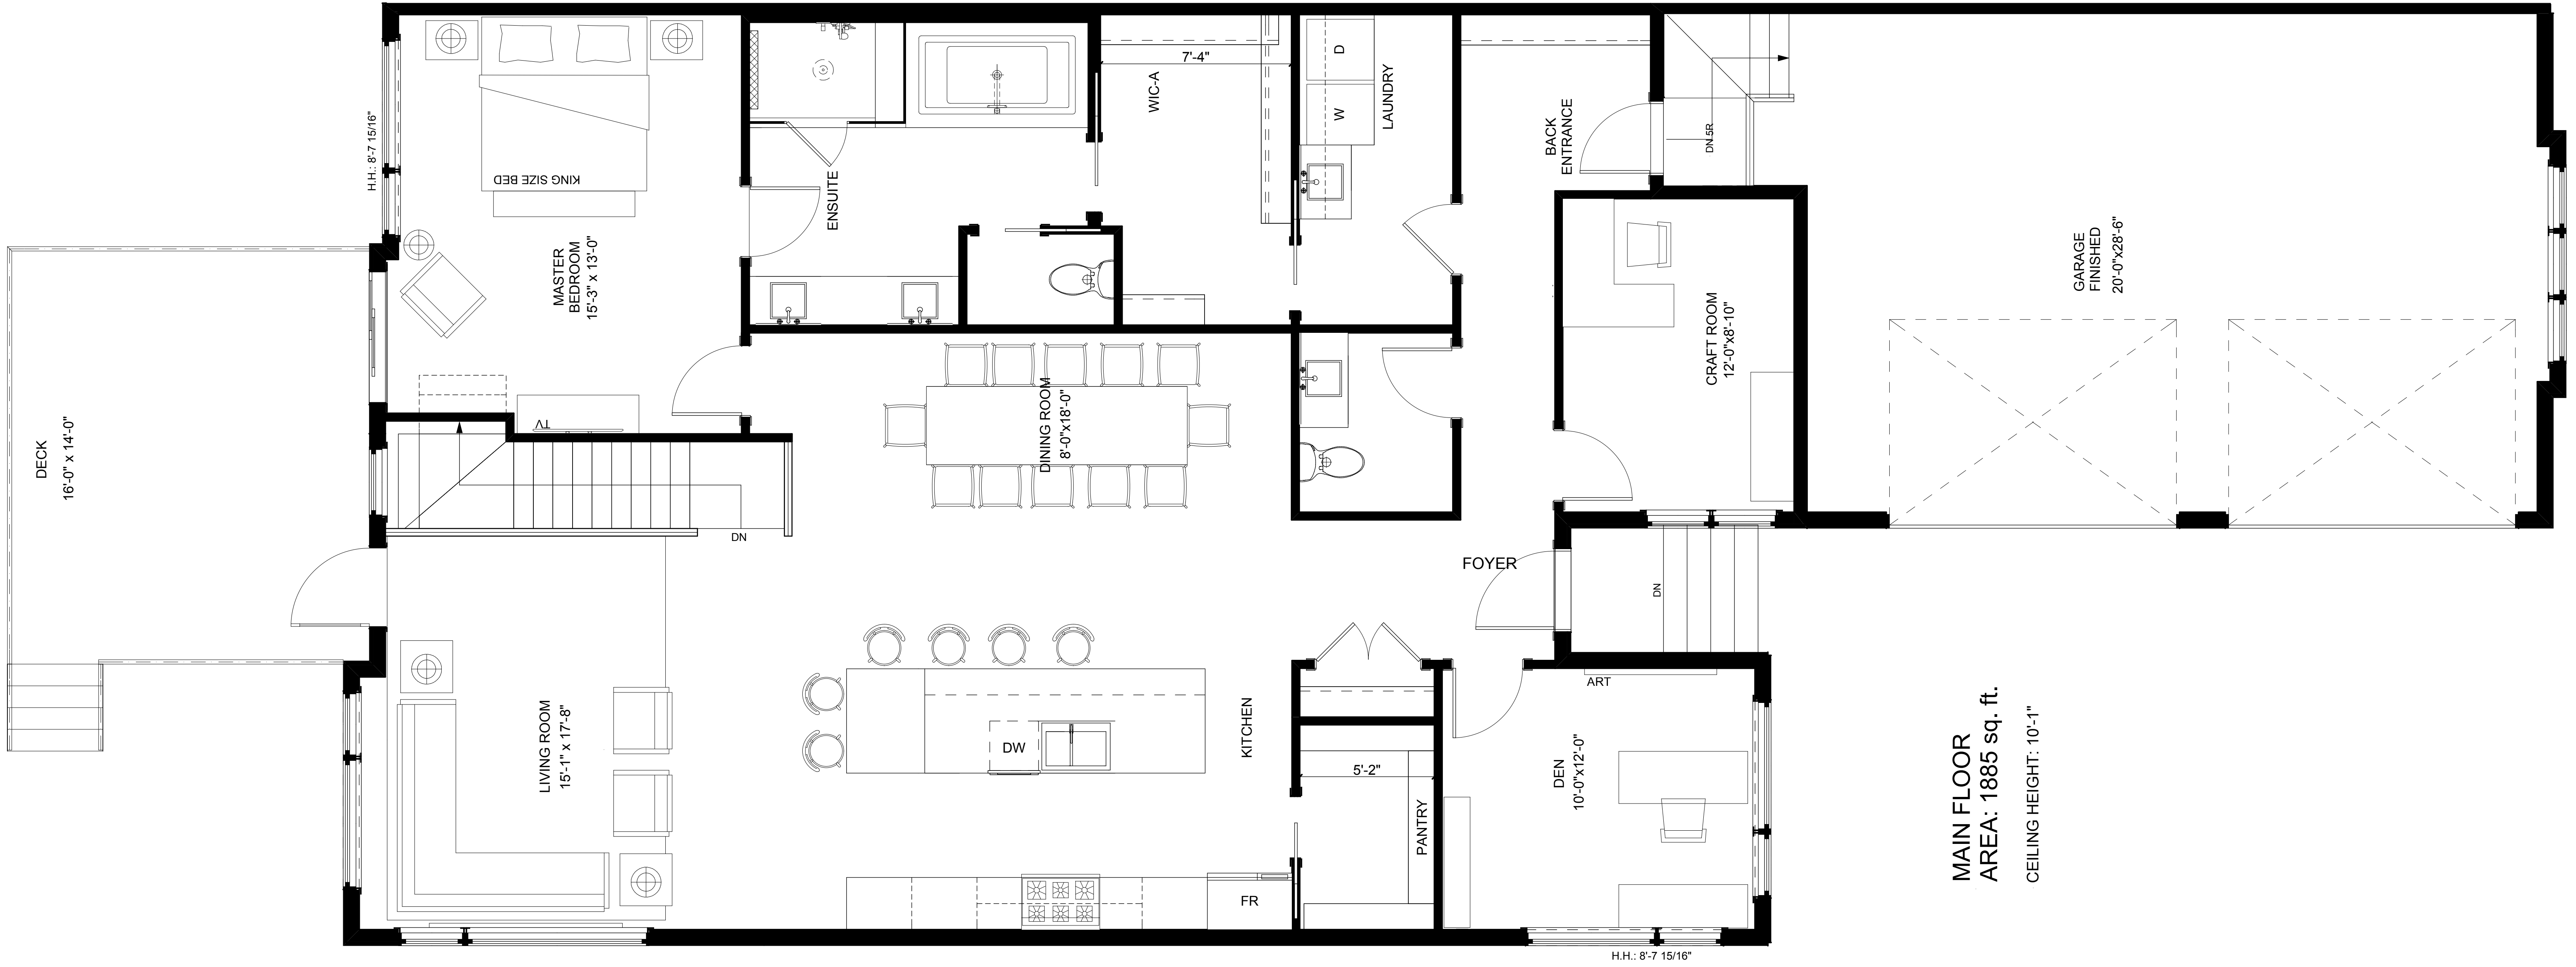 DECK
16'-0" x 14'-0"
H.H.: 8'-7 15/16"
KING SIZE BED
MASTER
BEDROOM
15'-3" x 13'-0"
TV
ENSUITE
WIC-A
7'-4"
D
W
LAUNDRY
BACK
ENTRANCE
DN 5R
GARAGE
FINISHED
20'-0"x28'-6"
CRAFT ROOM
12'-0"x8'-10"
DINING ROOM
8'-0"x18'-0"
DN
FOYER
DN
LIVING ROOM
15'-1" x 17'-8"
DW
KITCHEN
FR
5'-2"
PANTRY
ART
DEN
10'-0"x12'-0"
H.H.: 8'-7 15/16"
MAIN FLOOR
AREA: 1885 sq. ft.
CEILING HEIGHT: 10'-1"